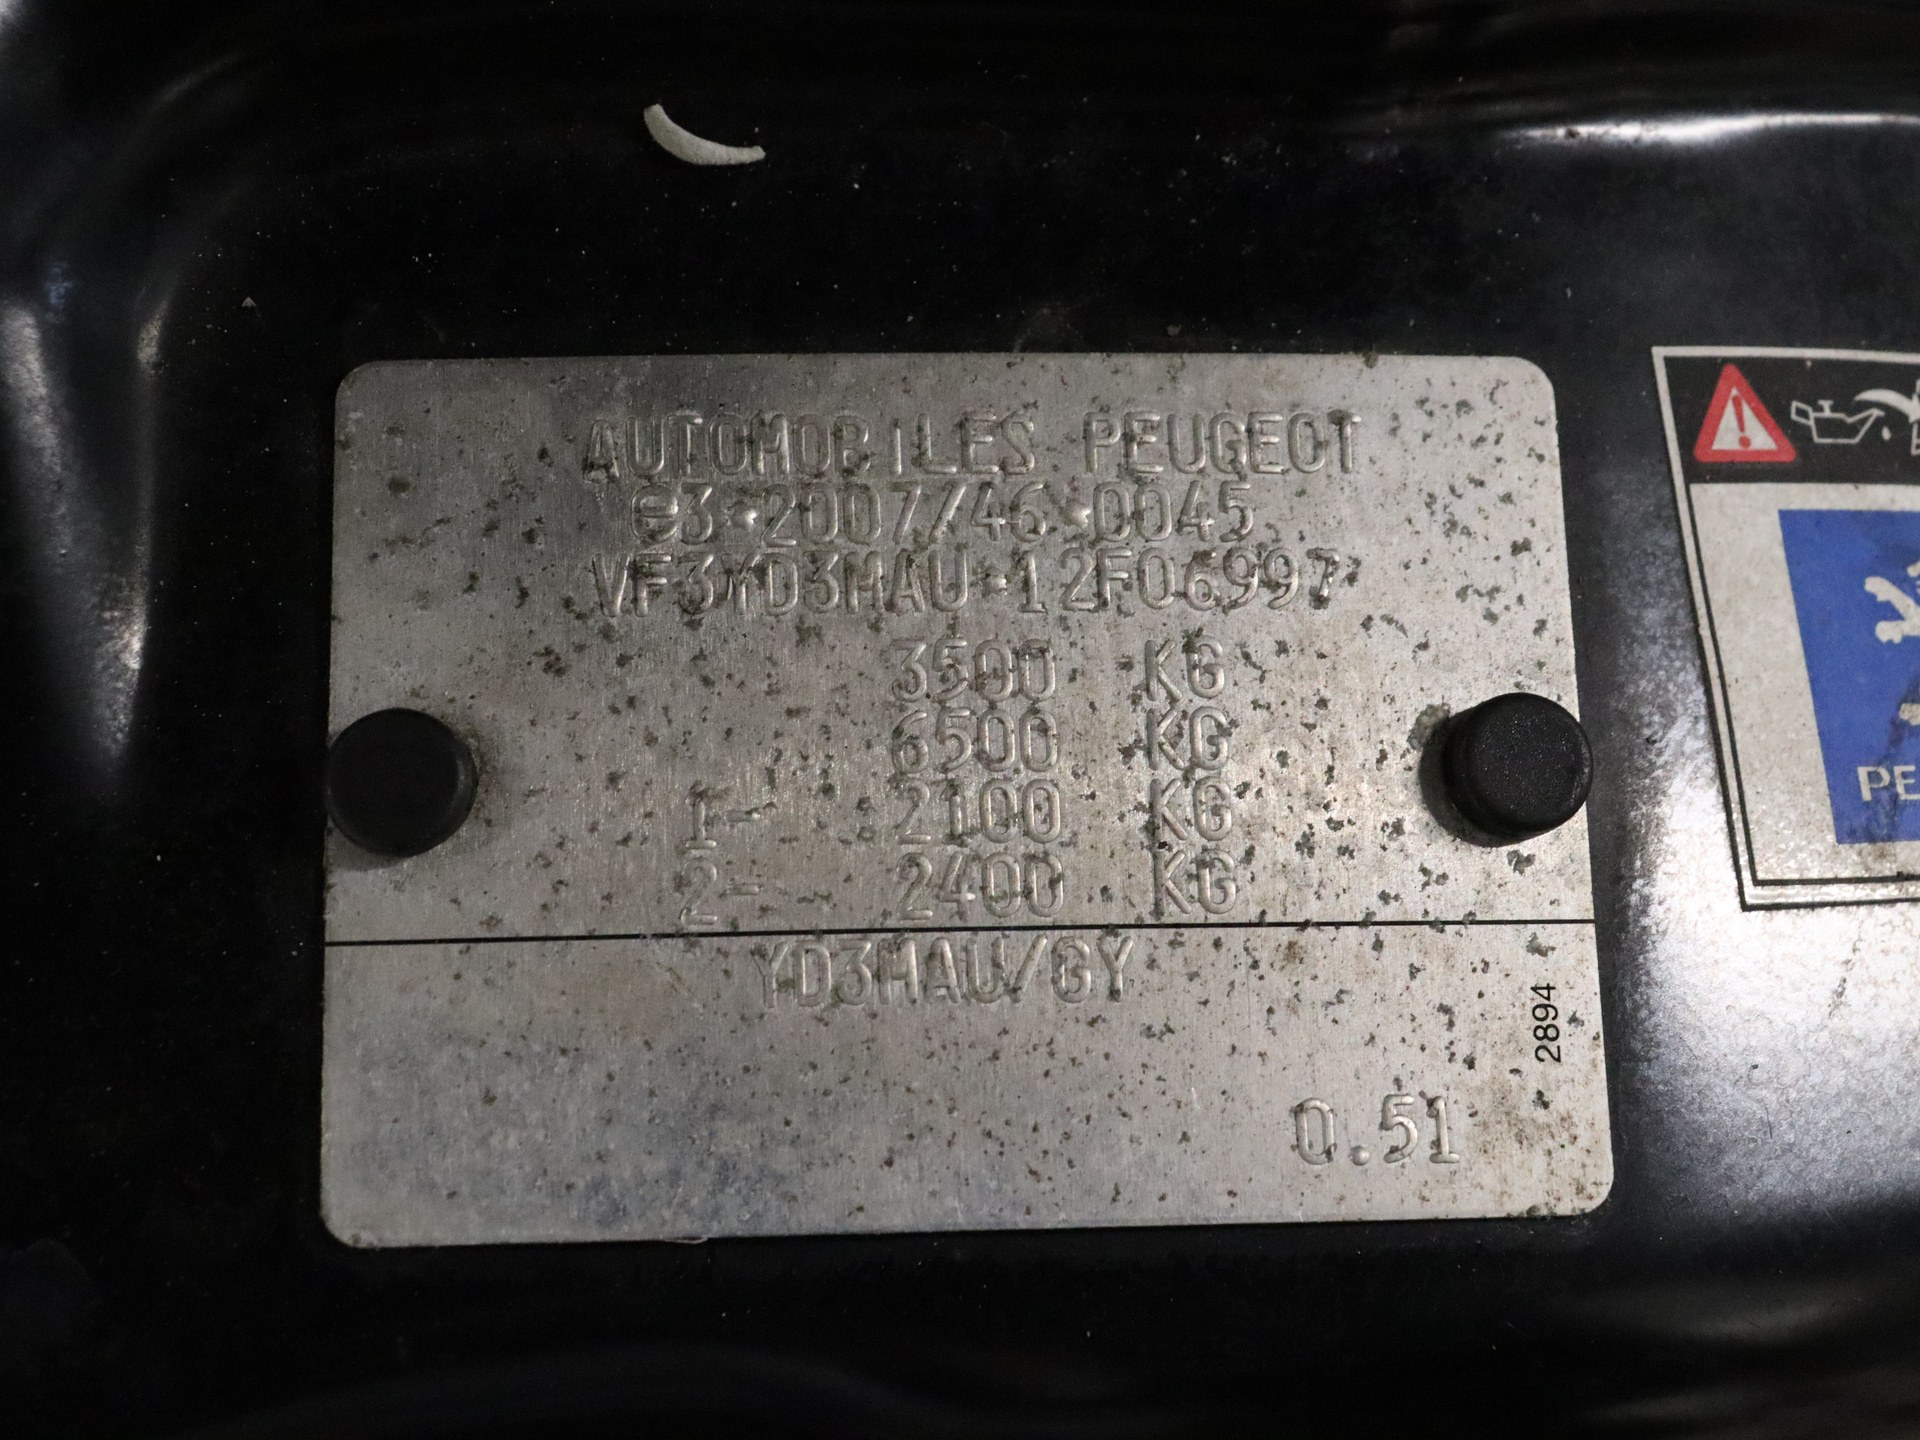 AUTOMOBILES PEUGEOT
e3*2007/46*0045
VF3YD3MAU-12F06997
3500 KG
6500 KG
1- 2100 KG
2- 2400 KG
YD3MAU/GY
2894
0.51
PE